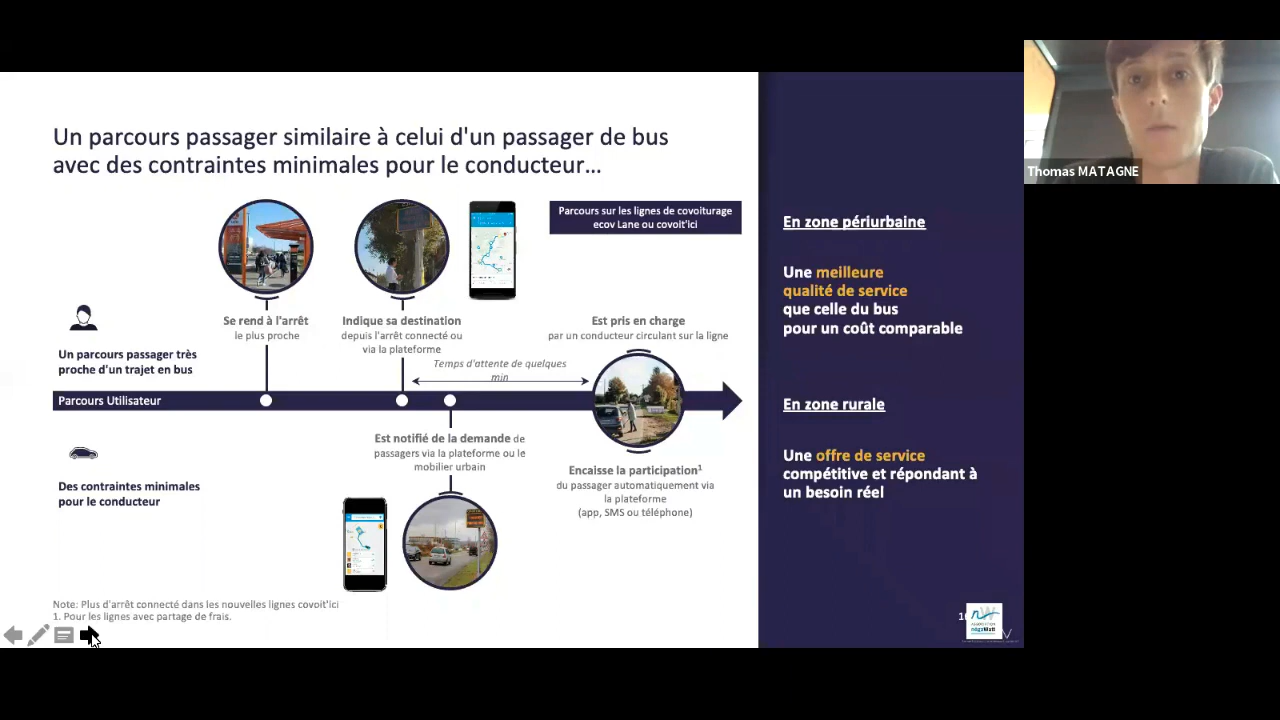 Un parcours passager similaire à celui d'un passager de bus
avec des contraintes minimales pour le conducteur...
Thomas MATAGNE
Parcours sur les lignes de covoiturage
ecov Lane ou covoit'ici
Se rend à l'arrêt
le plus proche
Indique sa destination
depuis l'arrêt connecté ou
via la plateforme
Est pris en charge
par un conducteur circulant sur la ligne
Un parcours passager très
proche d'un trajet en bus
Temps d'attente de quelques
min
Parcours Utilisateur
Est notifié de la demande de
passagers via la plateforme ou le
mobilier urbain
Des contraintes minimales
pour le conducteur
Encaisse la participation1
du passager automatiquement via
la plateforme
(app, SMS ou téléphone)
Note: Plus d'arrêt connecté dans les nouvelles lignes covoit'ici
1. Pour les lignes avec partage de frais.
En zone périurbaine
Une meilleure
qualité de service
que celle du bus
pour un coût comparable
En zone rurale
Une offre de service
compétitive et répondant à
un besoin réel
négaWatt